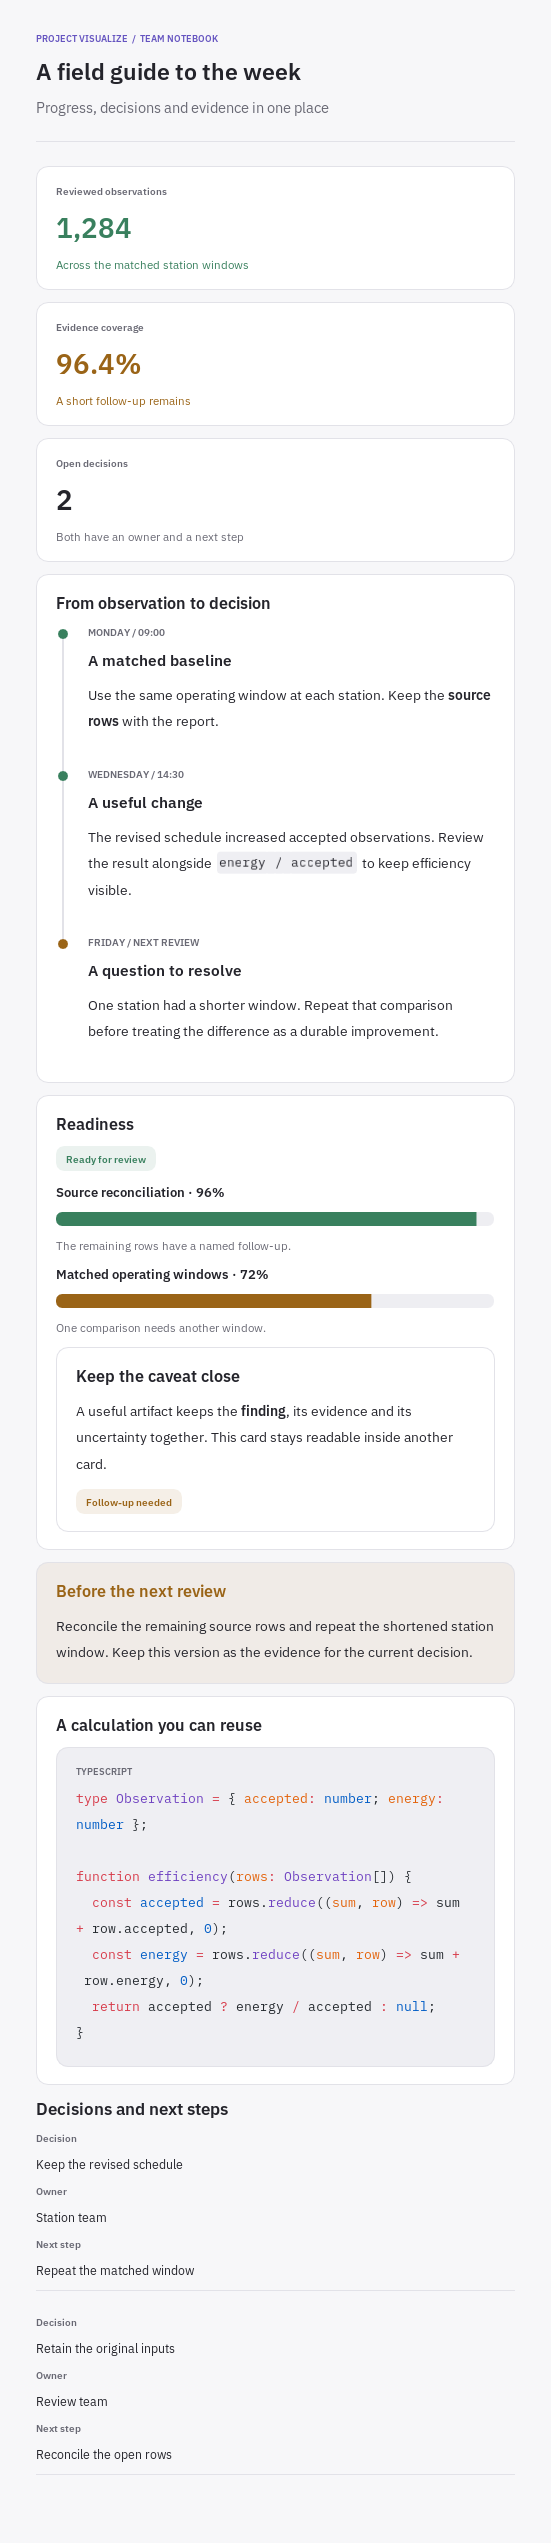 PROJECT VISUALIZE / TEAM NOTEBOOK
A field guide to the week
Progress, decisions and evidence in one place
Reviewed observations
1,284
Across the matched station windows
Evidence coverage
96.4%
A short follow-up remains
Open decisions
2
Both have an owner and a next step
From observation to decision
MONDAY / 09:00
A matched baseline
Use the same operating window at each station. Keep the source
rows with the report.
WEDNESDAY / 14:30
A useful change
The revised schedule increased accepted observations. Review
the result alongside energy / accepted to keep efficiency
visible.
FRIDAY / NEXT REVIEW
A question to resolve
One station had a shorter window. Repeat that comparison
before treating the difference as a durable improvement.
Readiness
Ready for review
Source reconciliation · 96%
The remaining rows have a named follow-up.
Matched operating windows · 72%
One comparison needs another window.
Keep the caveat close
A useful artifact keeps the finding, its evidence and its
uncertainty together. This card stays readable inside another
card.
Follow-up needed
Before the next review
Reconcile the remaining source rows and repeat the shortened station
window. Keep this version as the evidence for the current decision.
A calculation you can reuse
TYPESCRIPT
type Observation = { accepted: number; energy:
number };
function efficiency(rows: Observation[]) {
  const accepted = rows.reduce((sum, row) => sum
+ row.accepted, 0);
  const energy = rows.reduce((sum, row) => sum +
 row.energy, 0);
  return accepted ? energy / accepted : null;
}
Decisions and next steps
Decision
Keep the revised schedule
Owner
Station team
Next step
Repeat the matched window
Decision
Retain the original inputs
Owner
Review team
Next step
Reconcile the open rows